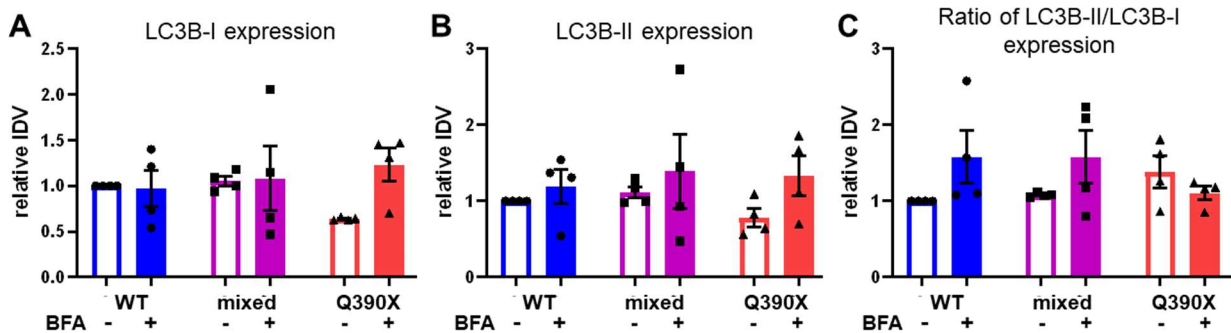 A
LC3B-I expression
relative IDV
2.5
2.0
1.5
1.0
0.5
0.0
WT mixed Q390X
BFA - + - + - +
B
LC3B-II expression
relative IDV
3
2
1
0
WT mixed Q390X
BFA - + - + - +
C
Ratio of LC3B-II/LC3B-I
expression
relative IDV
3
2
1
0
WT mixed Q390X
BFA - + - + - +